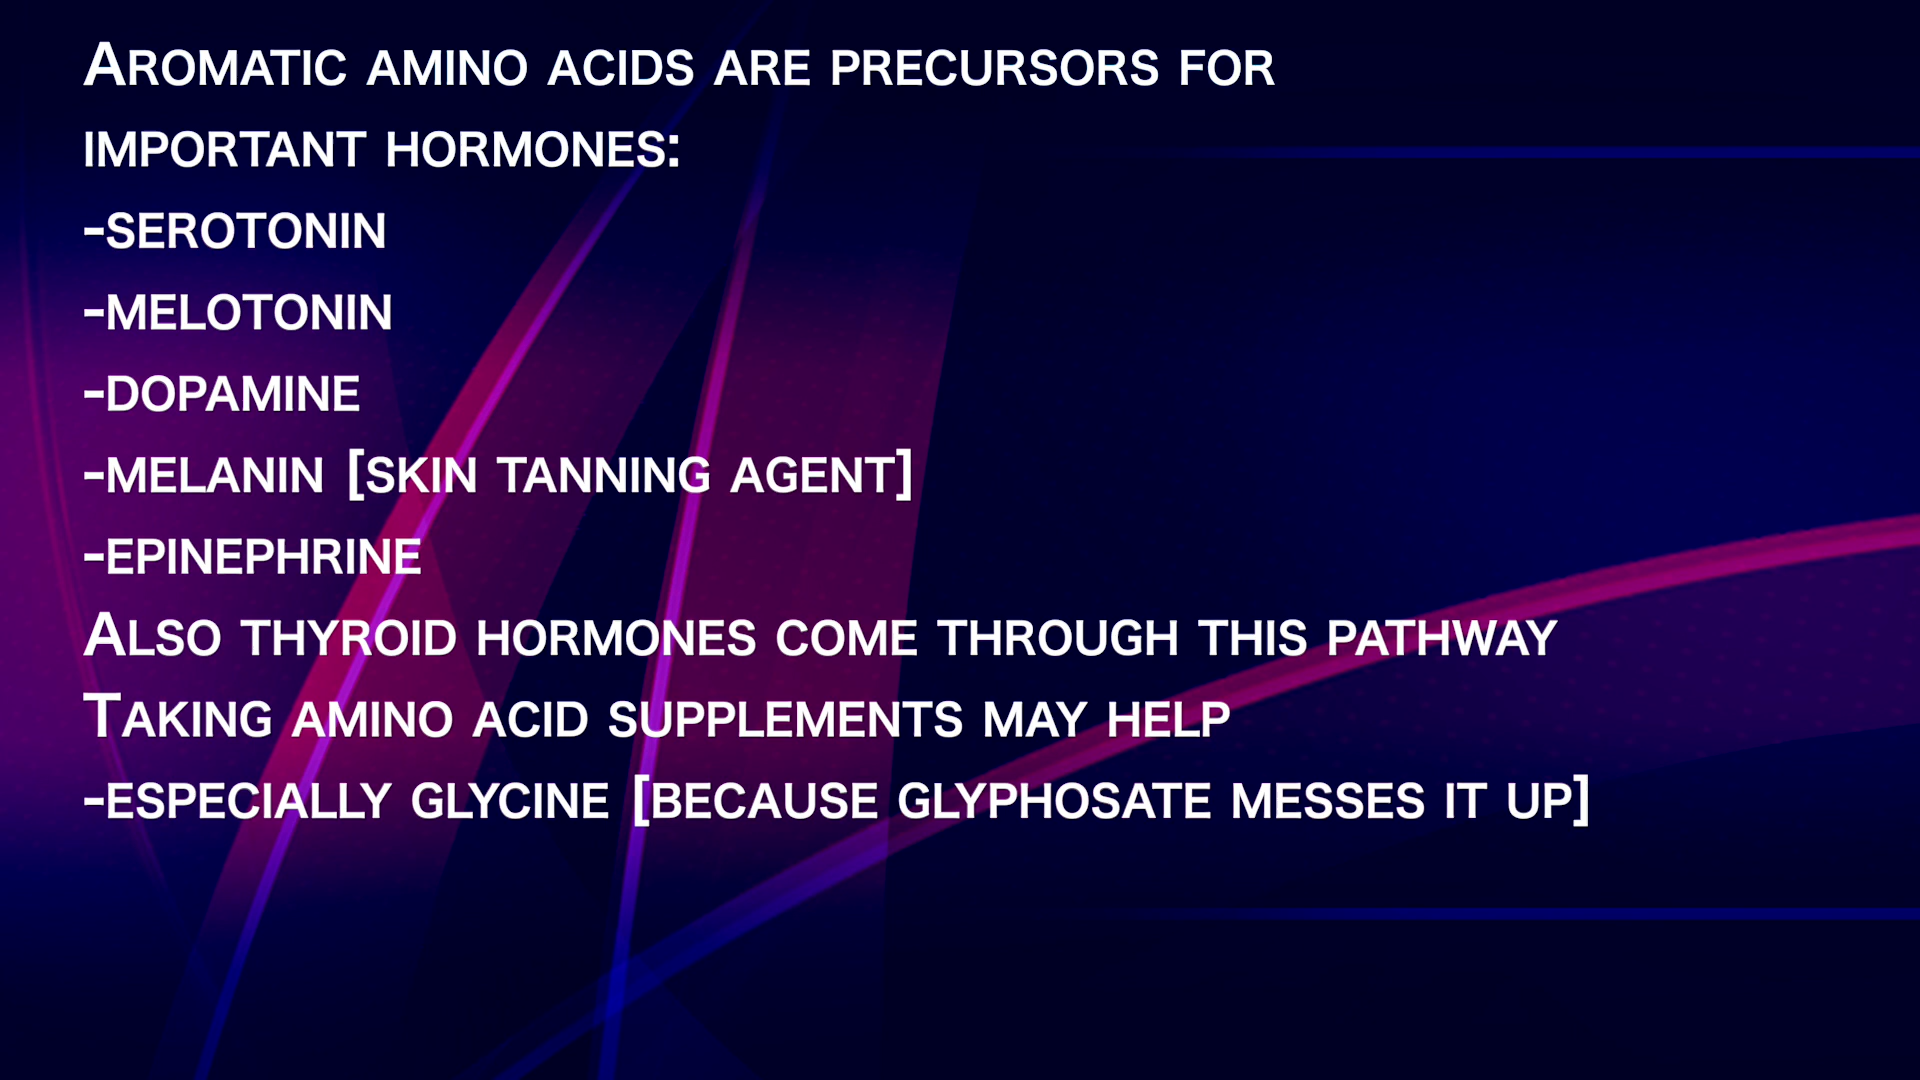 Aromatic amino acids are precursors for
important hormones:
-serotonin
-melotonin
-dopamine
-melanin [skin tanning agent]
-epinephrine
Also thyroid hormones come through this pathway
Taking amino acid supplements may help
-especially glycine [because glyphosate messes it up]